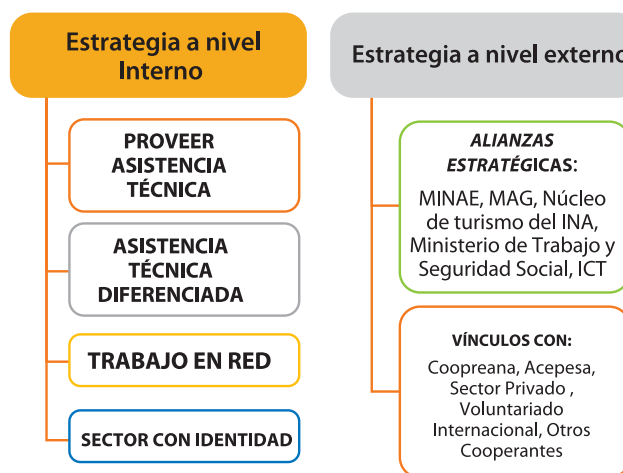 Estrategia a nivel
Interno
PROVEER
ASISTENCIA
TÉCNICA
ASISTENCIA
TÉCNICA
DIFERENCIADA
TRABAJO EN RED
SECTOR CON IDENTIDAD
Estrategia a nivel externo
ALIANZAS
ESTRATÉGICAS:
MINAE, MAG, Núcleo
de turismo del INA,
Ministerio de Trabajo y
Seguridad Social, ICT
VÍNCULOS CON:
Coopreana, Acepesa,
Sector Privado ,
Voluntariado
Internacional, Otros
Cooperantes